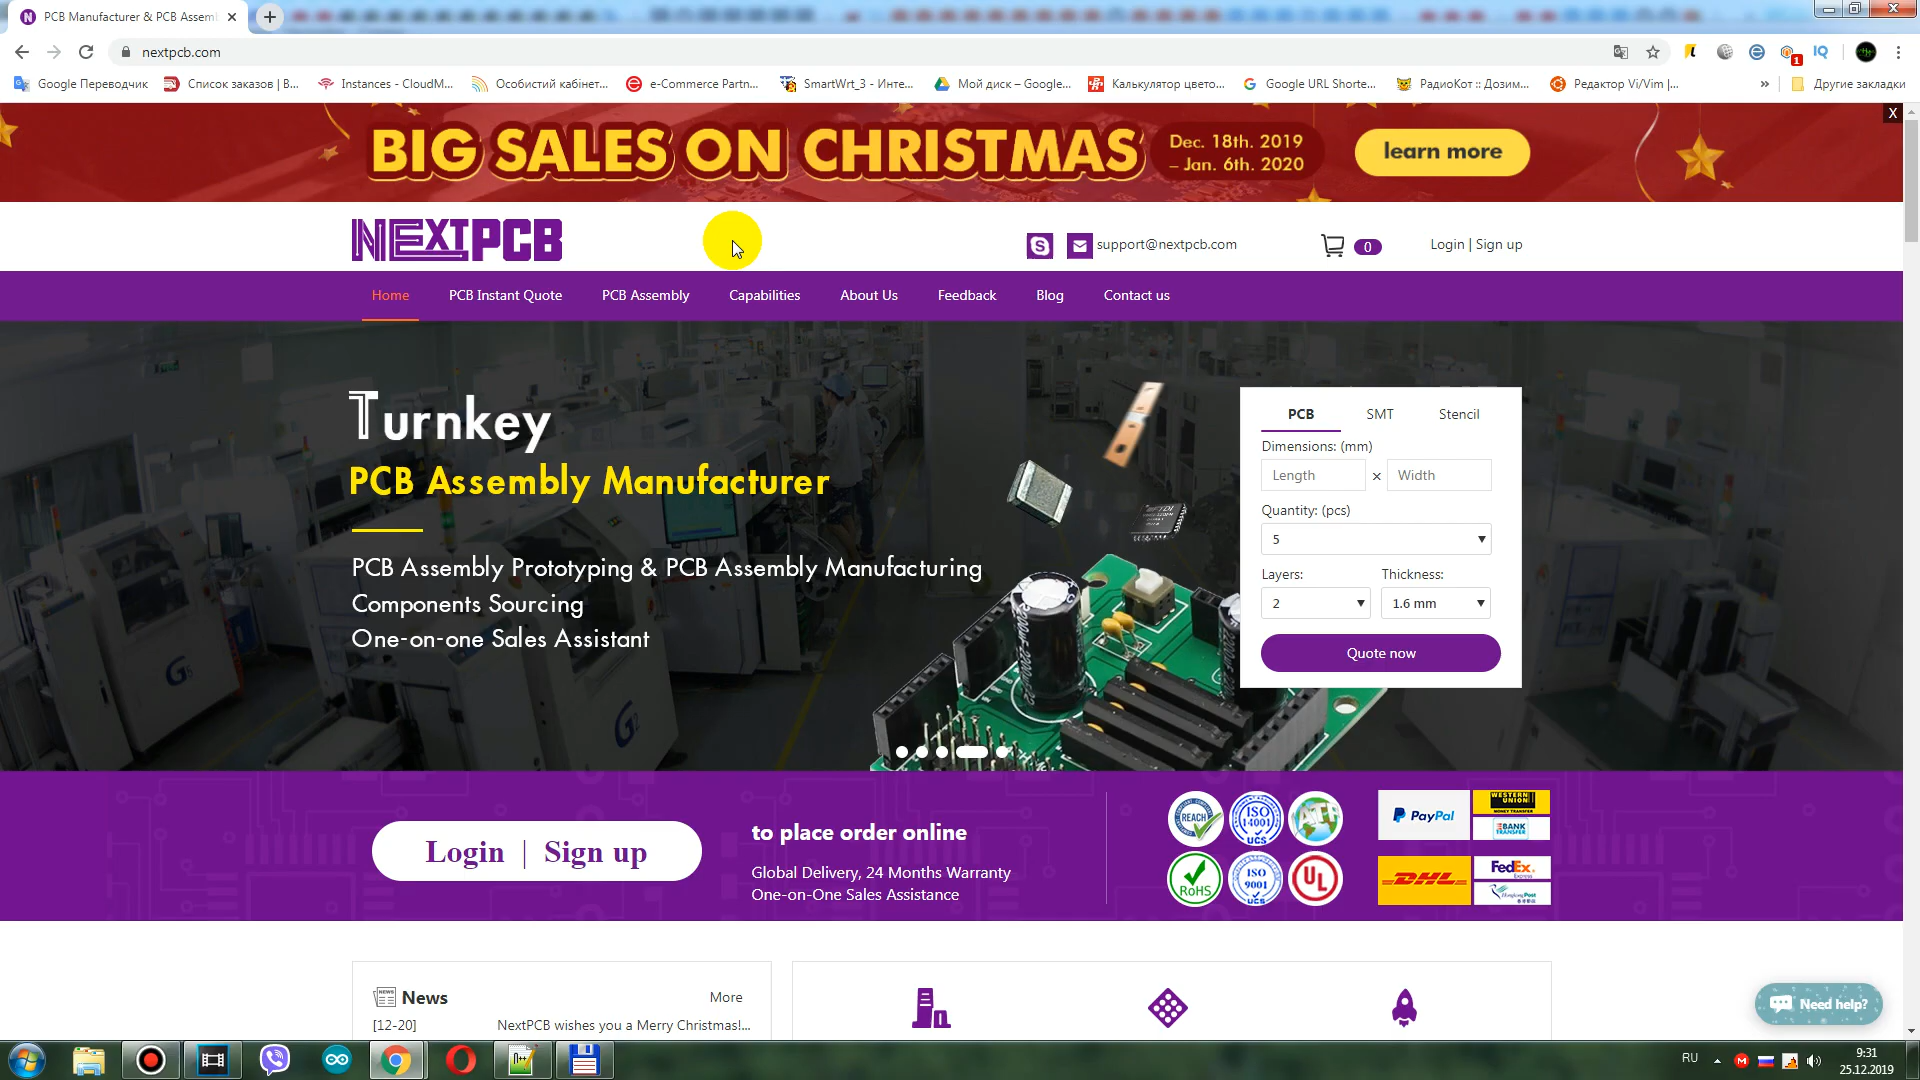 PCB Manufacturer & PCB Assem
nextpcb.com
Google Переводчик
Список заказов | В...
Instances - CloudM...
Особистий кабінет...
e-Commerce Partn...
SmartWrt_3 - Инте...
Мой диск – Google...
Калькулятор цвето...
Google URL Shorte...
РадиоКот :: Дозим...
Редактор Vi/Vim |...
»
Другие закладки
BIG SALES ON CHRISTMAS
Dec. 18th. 2019
– Jan. 6th. 2020
learn more
X
NEXTPCB
support@nextpcb.com
0
Login | Sign up
Home
PCB Instant Quote
PCB Assembly
Capabilities
About Us
Feedback
Blog
Contact us
Turnkey
PCB Assembly Manufacturer
PCB Assembly Prototyping & PCB Assembly Manufacturing
Components Sourcing
One-on-one Sales Assistant
PCB
SMT
Stencil
Dimensions: (mm)
Length × Width
Quantity: (pcs)
5
Layers:
Thickness:
2
1.6 mm
Quote now
Login | Sign up
to place order online
Global Delivery, 24 Months Warranty
One-on-One Sales Assistance
REACH
ISO
14001
UCS
IATF
RoHS
ISO
9001
UCS
UL
PayPal
WESTERN
UNION
MONEY TRANSFER
BANK
TRANSFER
DHL
FedEx
Express
Hongkong Post
News
More
[12-20]
NextPCB wishes you a Merry Christmas!...
Need help?
RU
9:31
25.12.2019